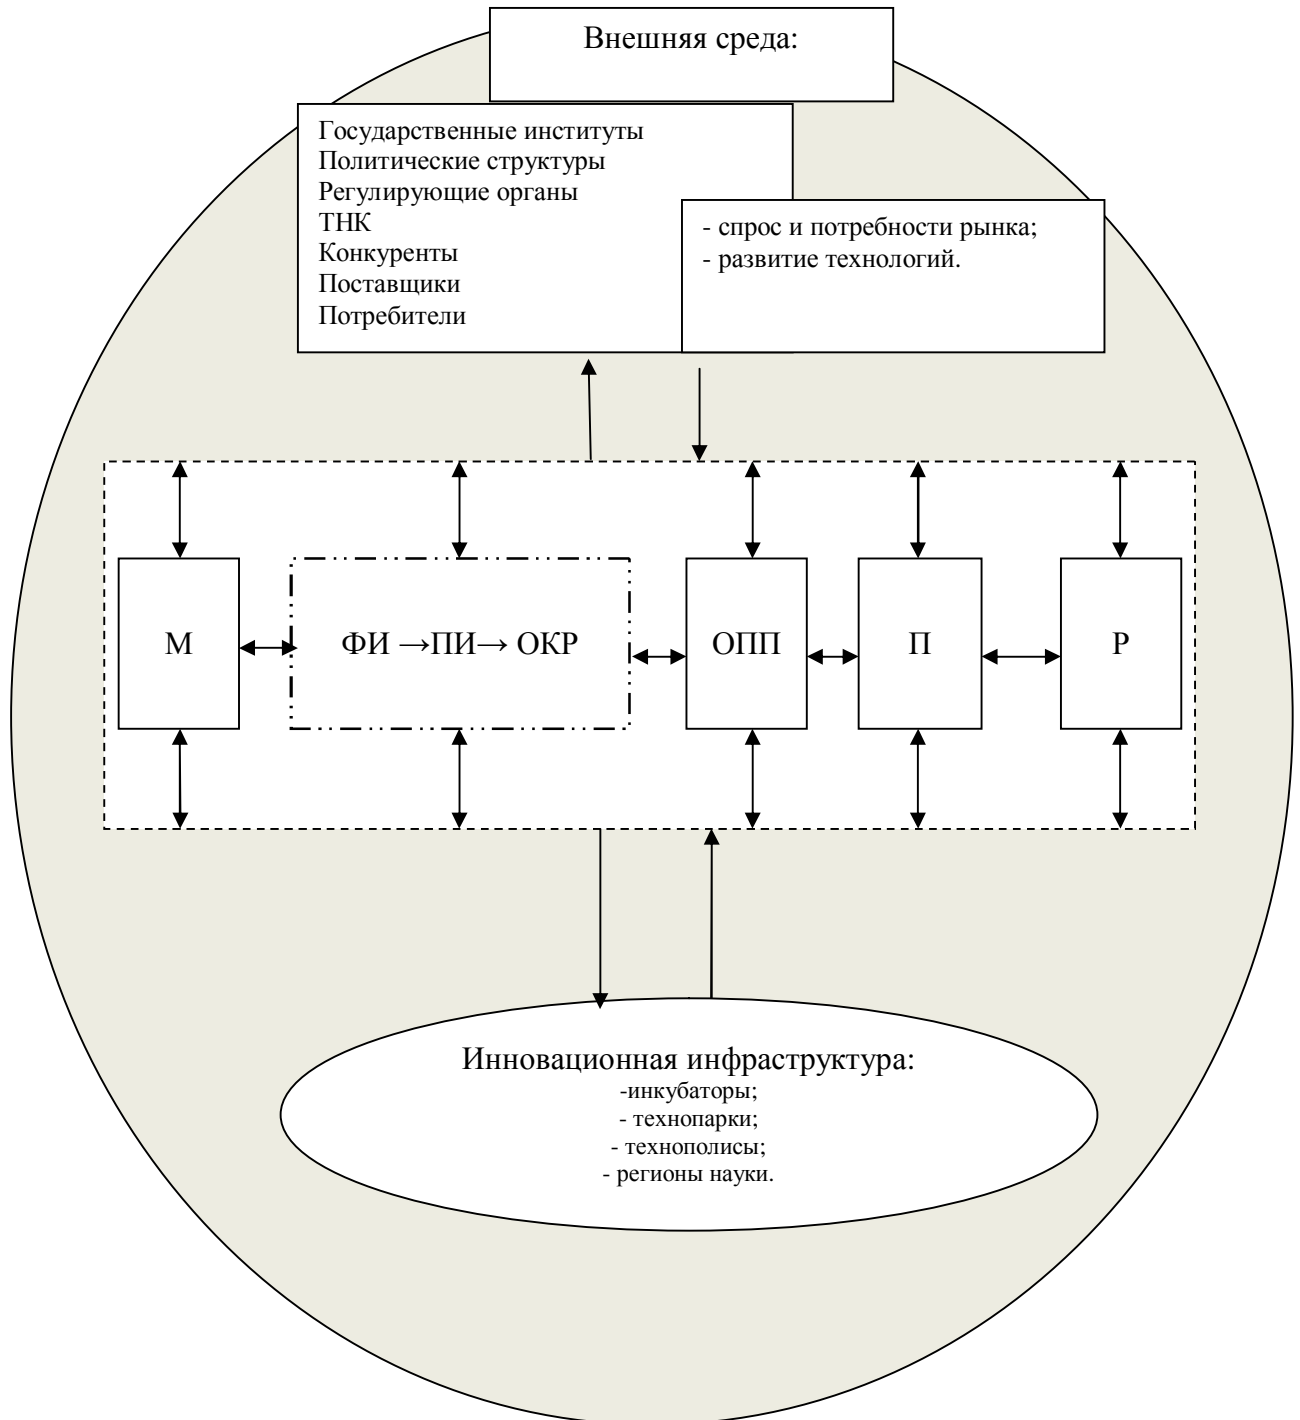 Внешняя среда:
Государственные институты
Политические структуры
Регулирующие органы
ТНК
Конкуренты
Поставщики
Потребители
- спрос и потребности рынка;
- развитие технологий.
М
ФИ →ПИ→ ОКР
ОПП
П
Р
Инновационная инфраструктура:
-инкубаторы;
- технопарки;
- технополисы;
- регионы науки.